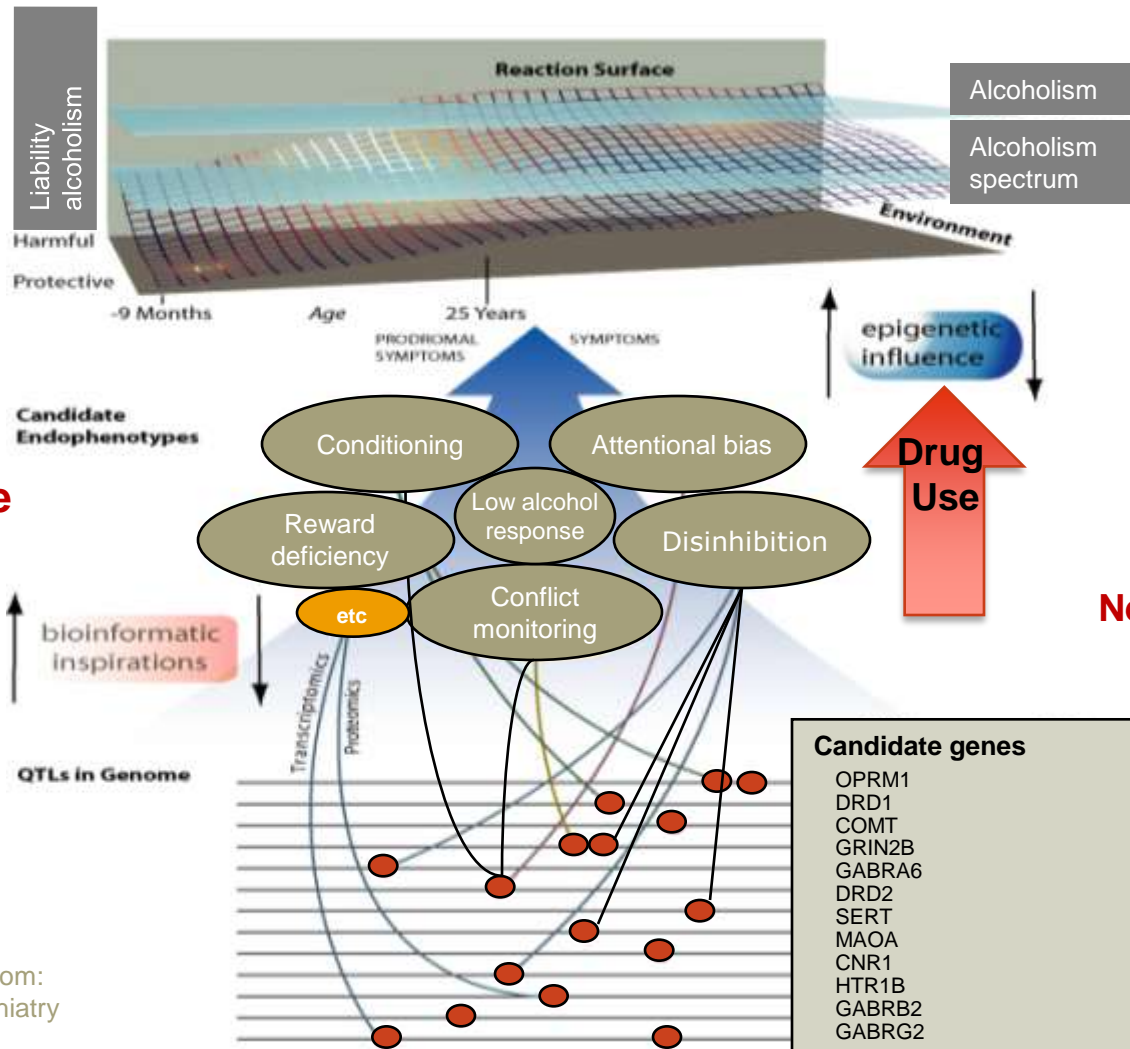 Reaction Surface
Liability
alcoholism
Alcoholism
Alcoholism
spectrum
Harmful
Protective
Environment
-9 Months
Age
25 Years
PRODROMAL
SYMPTOMS
SYMPTOMS
epigenetic
influence
Candidate
Endophenotypes
Conditioning
Attentional bias
Drug
Use
Low alcohol
response
Reward
deficiency
Disinhibition
etc
Conflict
monitoring
bioinformatic
inspirations
Transcriptomics
Proteomics
QTLs in Genome
Candidate genes
OPRM1
DRD1
COMT
GRIN2B
GABRA6
DRD2
SERT
MAOA
CNR1
HTR1B
GABRB2
GABRG2